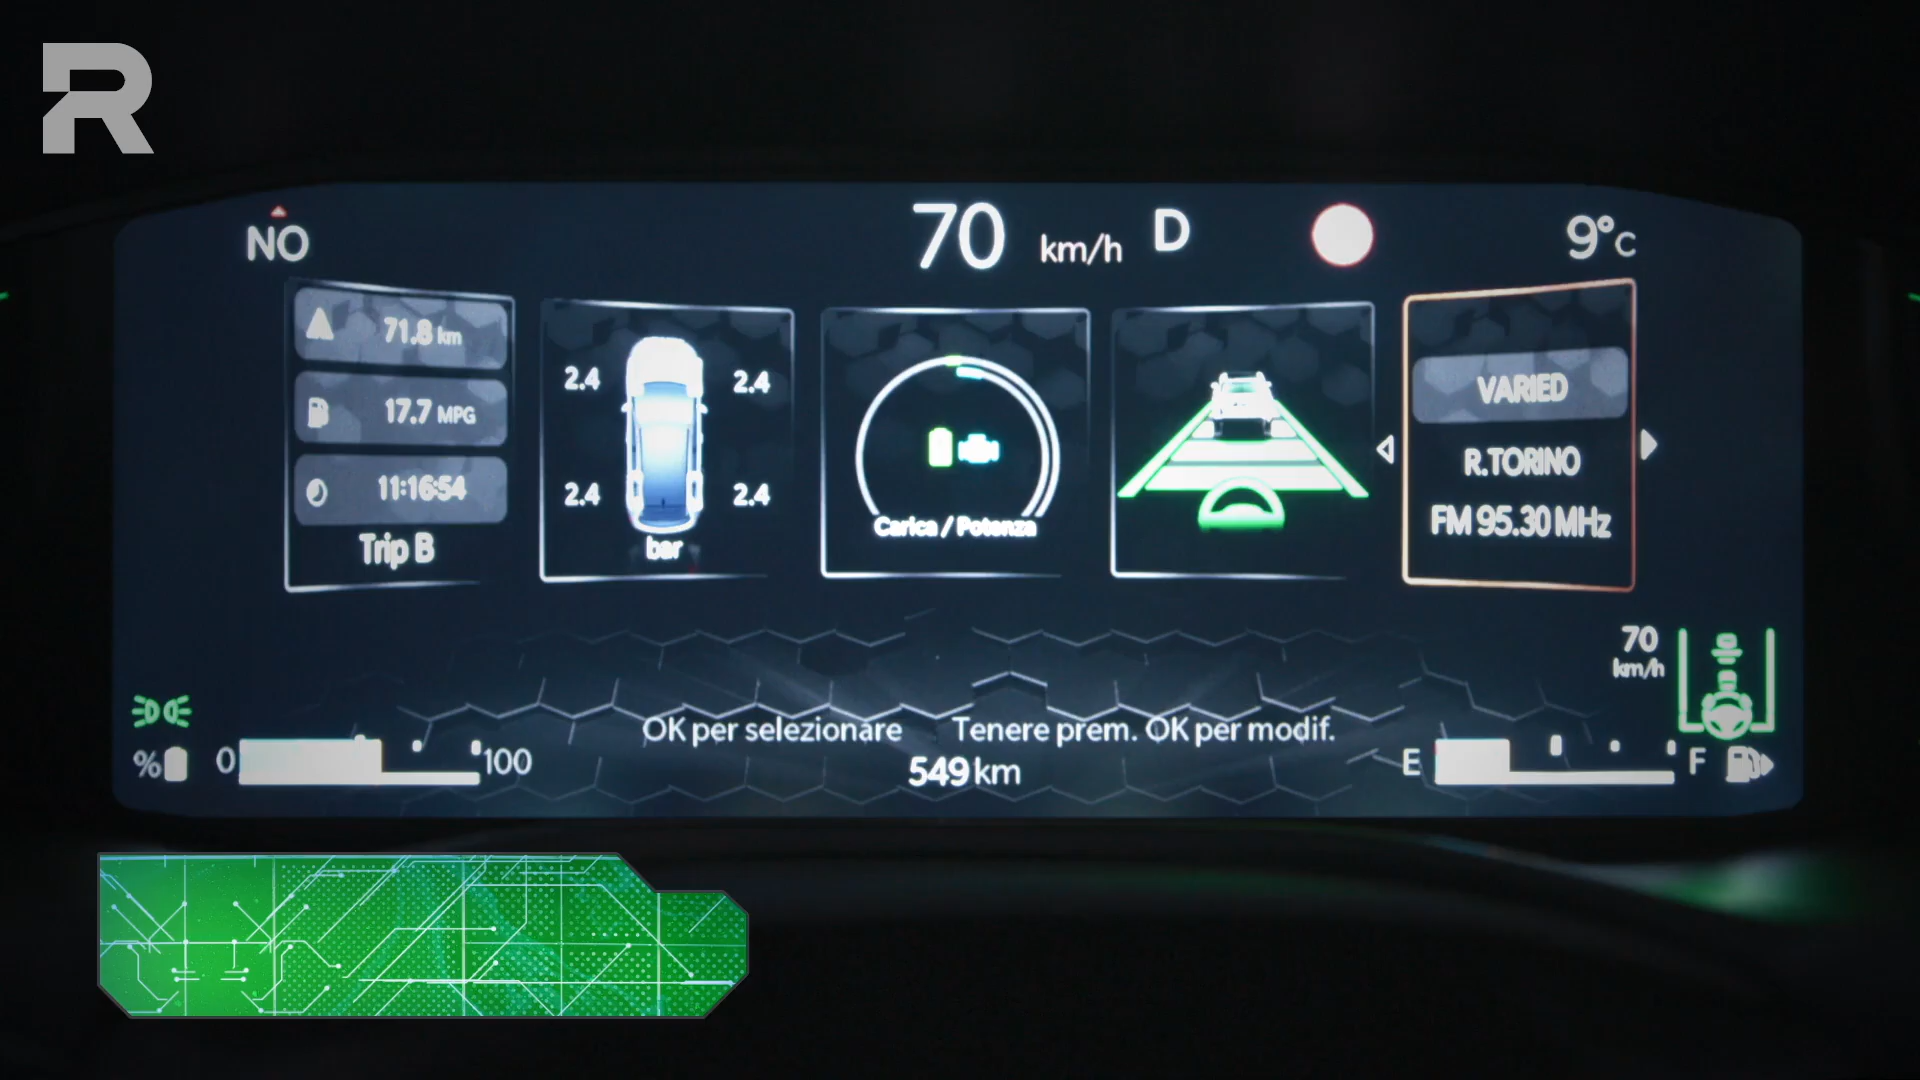 R
NO
70 km/h D
9°C
71.8 km
17.7 MPG
11:16:54
Trip B
2.4 2.4
2.4 2.4
bar
Carica / Potenza
VARIED
R.TORINO
FM 95.30 MHz
70
km/h
OK per selezionare Tenere prem. OK per modif.
% 0 100
549 km
E F